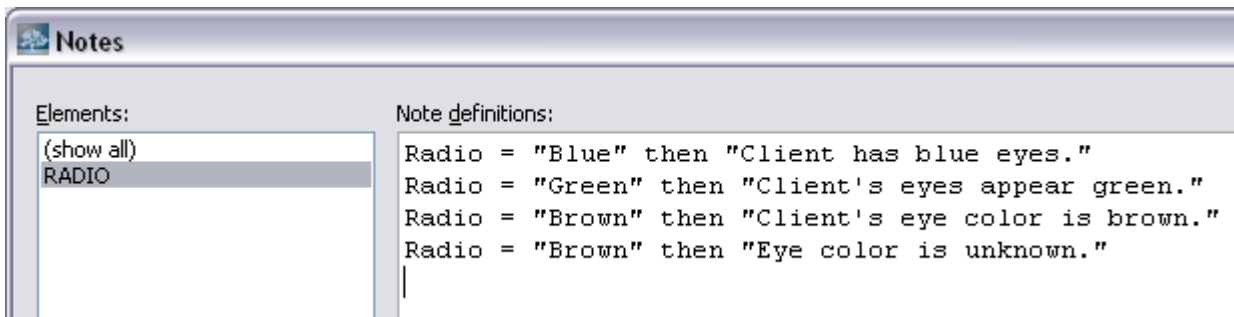 Notes
Elements:
(show all)
RADIO
Note definitions:
Radio = "Blue" then "Client has blue eyes."
Radio = "Green" then "Client's eyes appear green."
Radio = "Brown" then "Client's eye color is brown."
Radio = "Brown" then "Eye color is unknown."